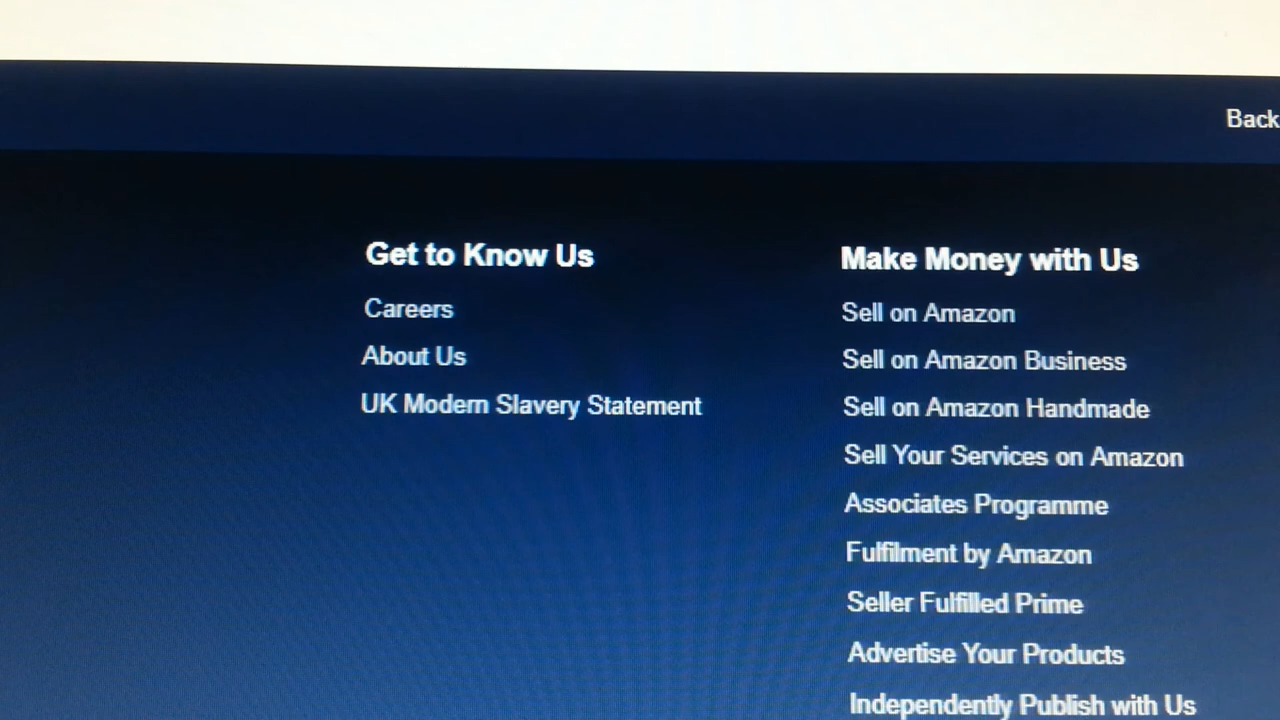 Back
Get to Know Us
Careers
About Us
UK Modern Slavery Statement
Make Money with Us
Sell on Amazon
Sell on Amazon Business
Sell on Amazon Handmade
Sell Your Services on Amazon
Associates Programme
Fulfilment by Amazon
Seller Fulfilled Prime
Advertise Your Products
Independently Publish with Us